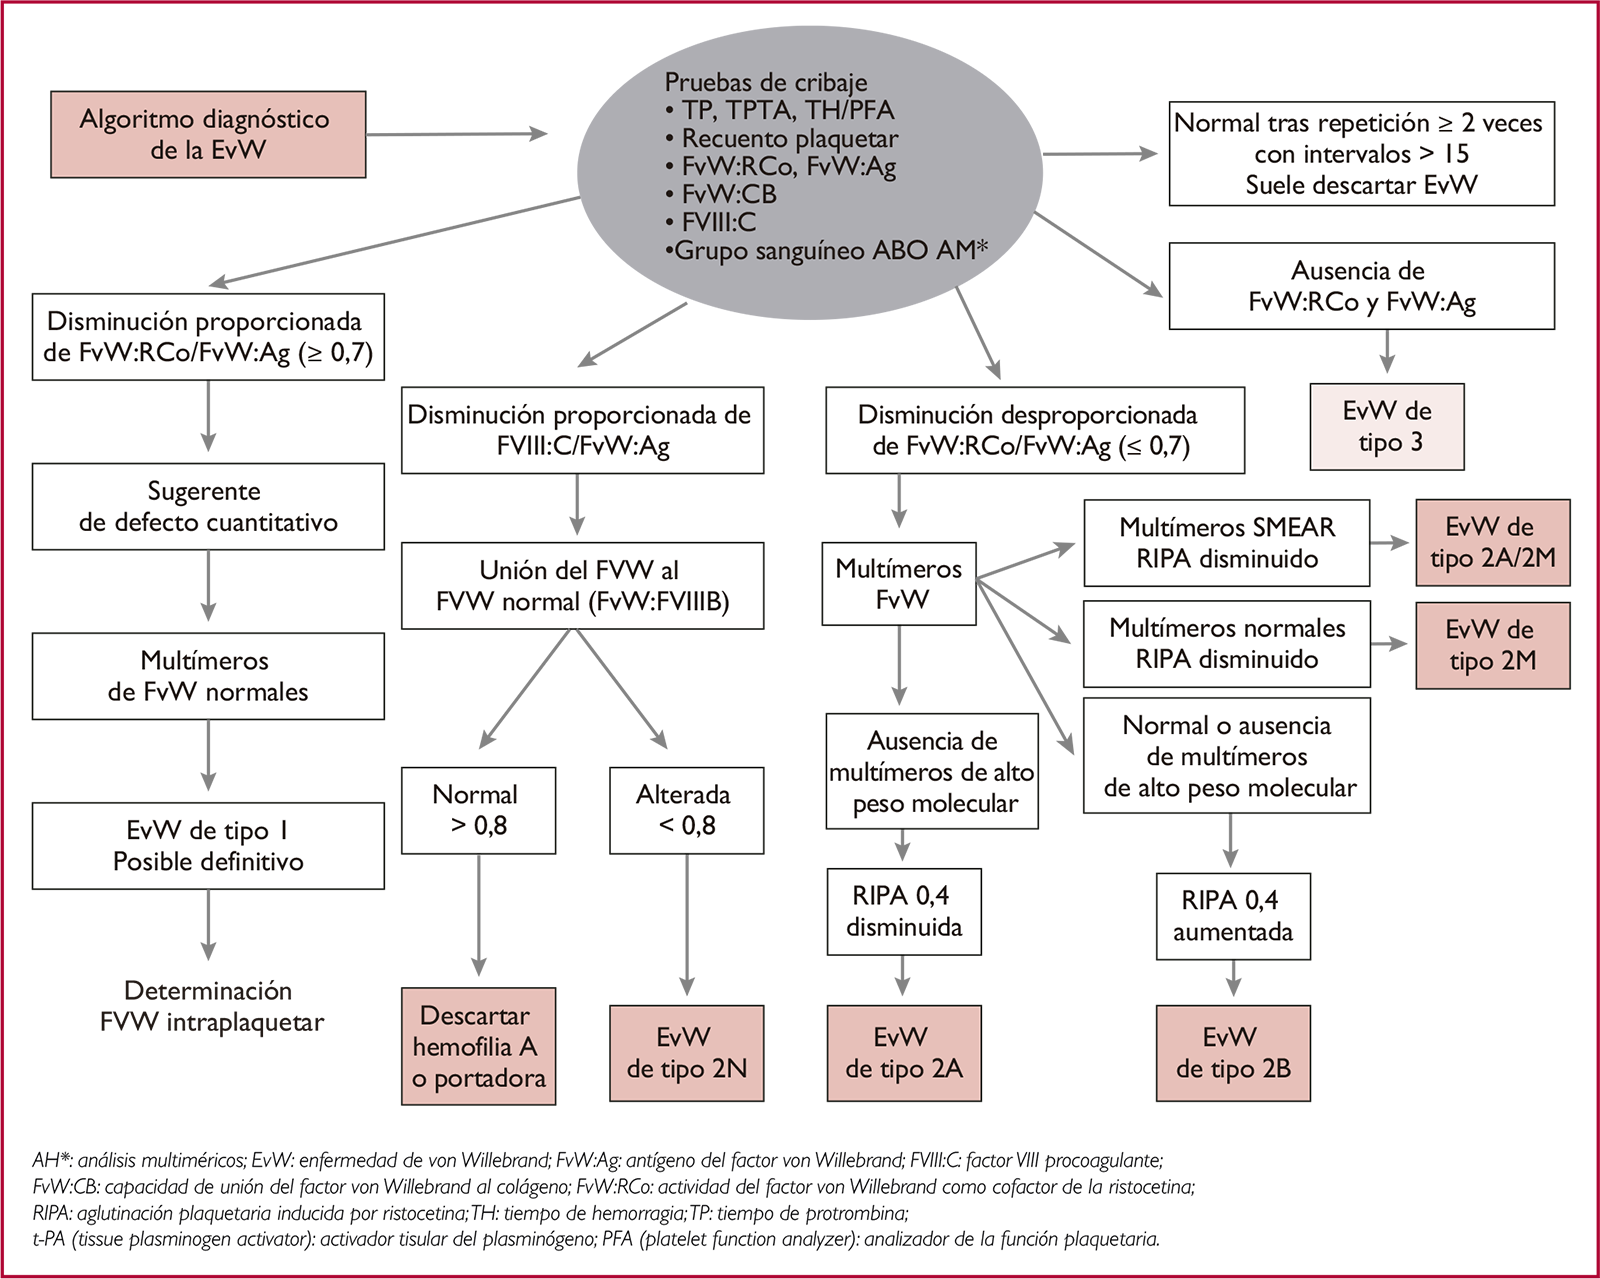 Algoritmo diagnóstico
de la EvW
Pruebas de cribaje
• TP, TPTA, TH/PFA
• Recuento plaquetar
• FvW:RCo, FvW:Ag
• FvW:CB
• FVIII:C
•Grupo sanguíneo ABO AM*
Normal tras repetición ≥ 2 veces
con intervalos > 15
Suele descartar EvW
Ausencia de
FvW:RCo y FvW:Ag
EvW de
tipo 3
Disminución proporcionada
de FvW:RCo/FvW:Ag (≥ 0,7)
Sugerente
de defecto cuantitativo
Multímeros
de FvW normales
EvW de tipo 1
Posible definitivo
Determinación
FVW intraplaquetar
Disminución proporcionada de
FVIII:C/FvW:Ag
Unión del FVW al
FVW normal (FvW:FVIIIB)
Normal
> 0,8
Alterada
< 0,8
Descartar
hemofilia A
o portadora
EvW
de tipo 2N
Disminución desproporcionada
de FvW:RCo/FvW:Ag (≤ 0,7)
Multímeros
FvW
Multímeros SMEAR
RIPA disminuido
EvW de
tipo 2A/2M
Multímeros normales
RIPA disminuido
EvW de
tipo 2M
Ausencia de
multímeros de alto
peso molecular
RIPA 0,4
disminuida
EvW
de tipo 2A
Normal o ausencia
de multímeros
de alto peso molecular
RIPA 0,4
aumentada
EvW
de tipo 2B
AH*: análisis multiméricos; EvW: enfermedad de von Willebrand; FvW:Ag: antígeno del factor von Willebrand; FVIII:C: factor VIII procoagulante;
FvW:CB: capacidad de unión del factor von Willebrand al colágeno; FvW:RCo: actividad del factor von Willebrand como cofactor de la ristocetina;
RIPA: aglutinación plaquetaria inducida por ristocetina; TH: tiempo de hemorragia; TP: tiempo de protrombina;
t-PA (tissue plasminogen activator): activador tisular del plasminógeno; PFA (platelet function analyzer): analizador de la función plaquetaria.